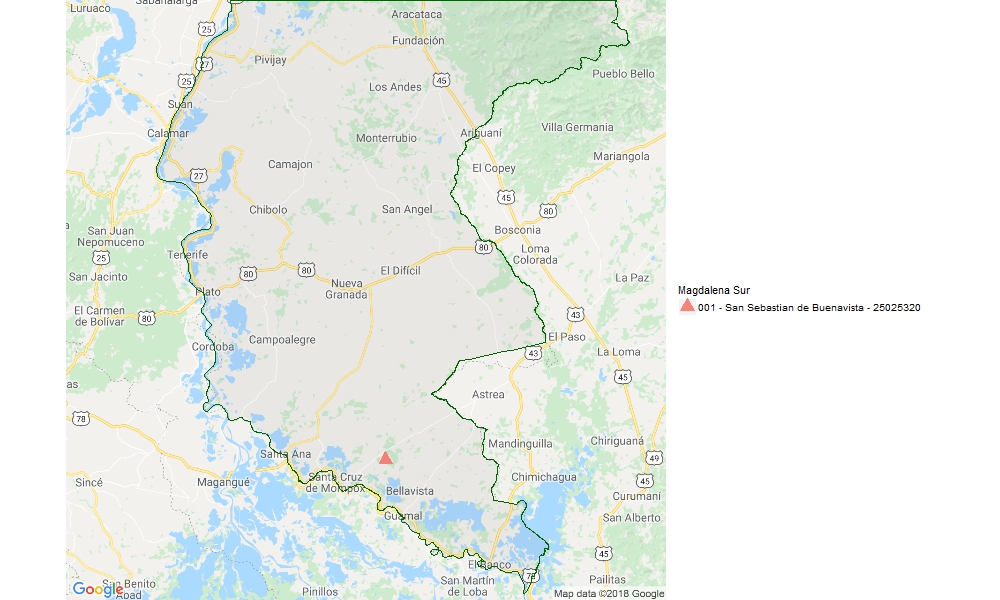 Luruaco
Sabanalarga
Aracataca
25
Fundación
27
Pivijay
25
45
Los Andes
Pueblo Bello
Suan
Calamar
Monterrubio
Ariguaní
Villa Germania
Camajon
El Copey
Mariangola
27
45
Chibolo
San Angel
80
San Juan
Nepomuceno
Bosconia
80
Loma
Colorada
25
Tenerife
San Jacinto
80
80
El Difícil
La Paz
Plato
Nueva
Granada
El Carmen
de Bolívar
80
43
Cordoba
Campoalegre
El Paso
43
La Loma
as
45
Astrea
78
Mandinguilla
Chiriguaná
Santa Ana
49
Sincé
Magangué
Santa Cruz
de Mompox
Bellavista
Chimichagua
45
Curumaní
Guamal
San Alberto
45
El Banco
78
San Benito
Abad
Pinillos
San Martín
de Loba
Pailitas
Google
Map data ©2018 Google
Magdalena Sur
001 - San Sebastian de Buenavista - 25025320